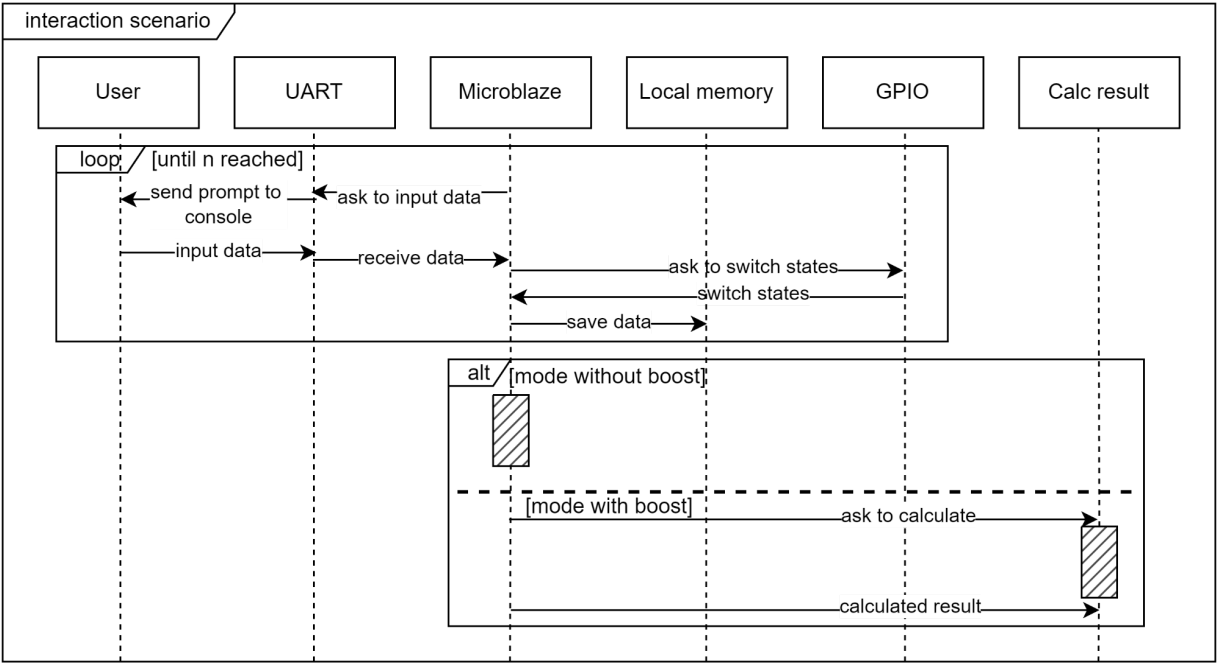 interaction scenario
User
UART
Microblaze
Local memory
GPIO
Calc result
loop
[until n reached]
send prompt to
console
ask to input data
input data
receive data
ask to switch states
switch states
save data
alt
[mode without boost]
[mode with boost]
ask to calculate
calculated result